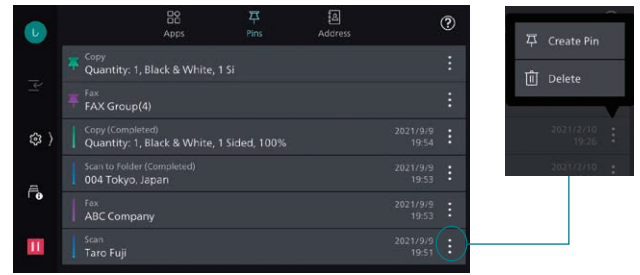 Apps
Pins
Address
?
L
Copy
Quantity: 1, Black & White, 1 Si
Fax
FAX Group(4)
Copy (Completed)
Quantity: 1, Black & White, 1 Sided, 100%
2021/9/9
19:54
Scan to Folder (Completed)
004 Tokyo, Japan
2021/9/9
19:53
Fax
ABC Company
2021/9/9
19:53
Scan
Taro Fuji
2021/9/9
19:51
Create Pin
Delete
2021/2/10
19:26
2021/2/10